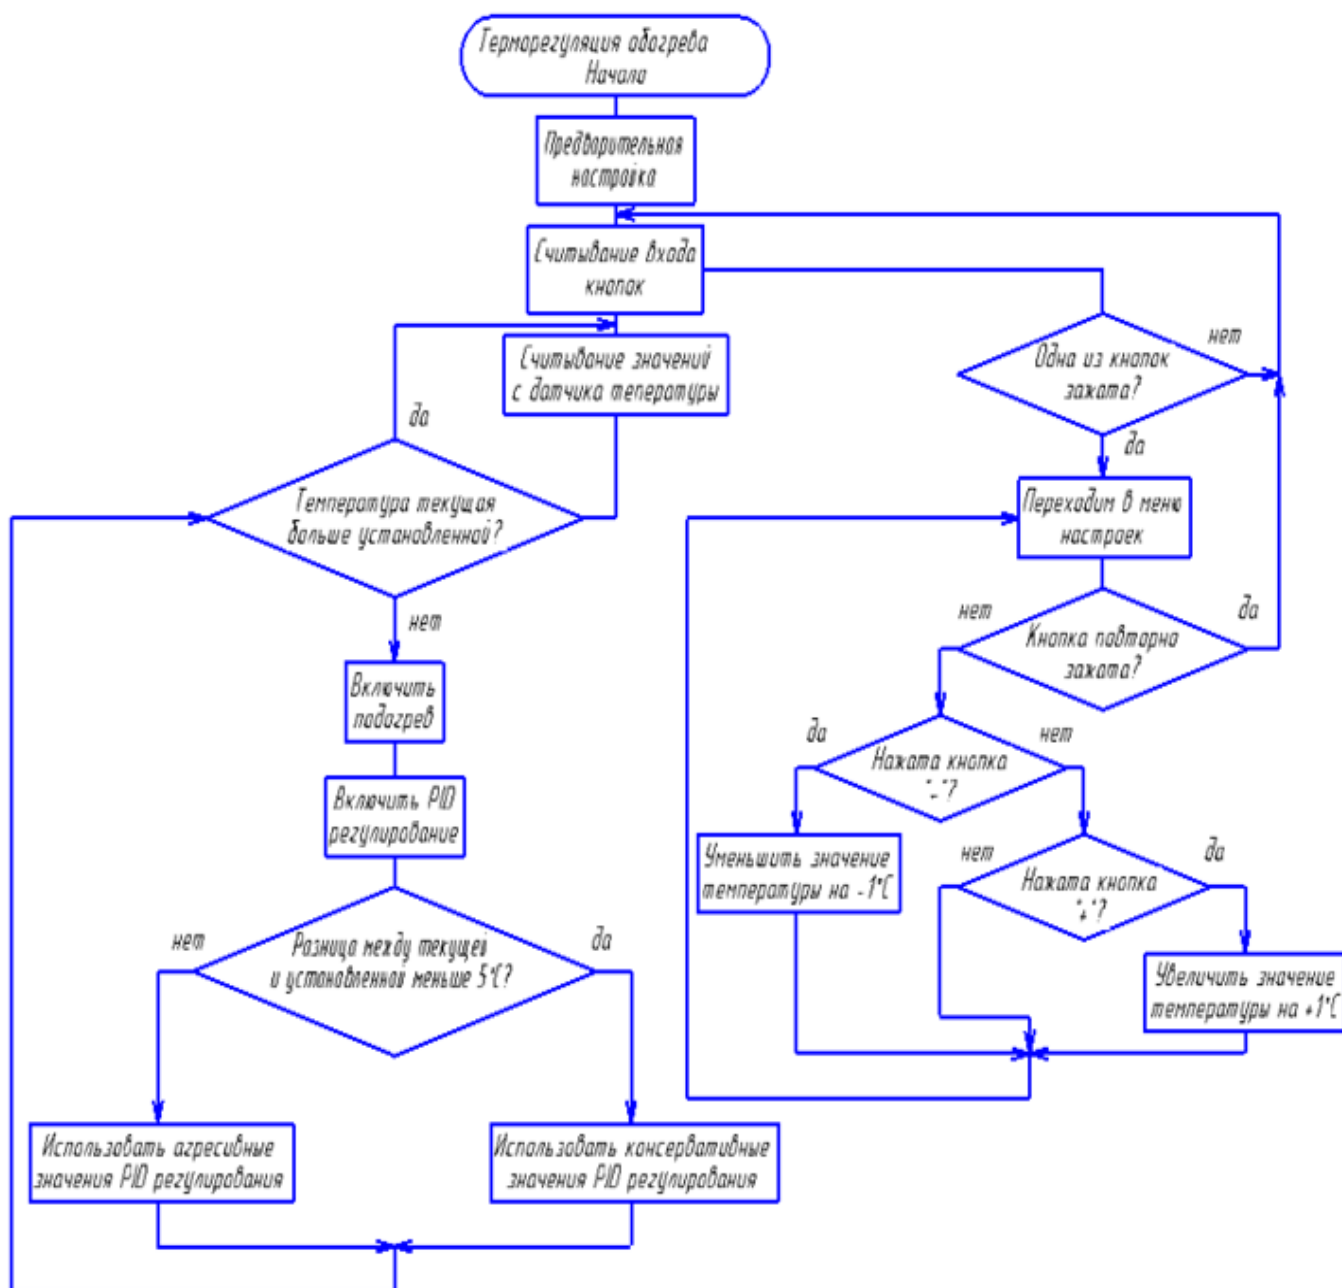 Терморегуляция обогрева
Начало
Предварительная
настройка
Считывание входа
кнопок
Считывание значений
с датчика тепературы
Одна из кнопок
зажата?
нет
да
да
Температура текущая
больше установленной?
Переходим в меню
настроек
нет
нет
да
Кнопка повторно
зажата?
Включить
подогрев
да
нет
Нажата кнопка
"-"?
Включить PID
регулирование
Уменьшить значение
температуры на -1°C
нет
да
Нажата кнопка
"+"?
нет
да
Разница между текущей
и установленной меньше 5°C?
Увеличить значение
температуры на +1°C
Использовать агресивные
значения PID регулирования
Использовать консервативные
значения PID регулирования